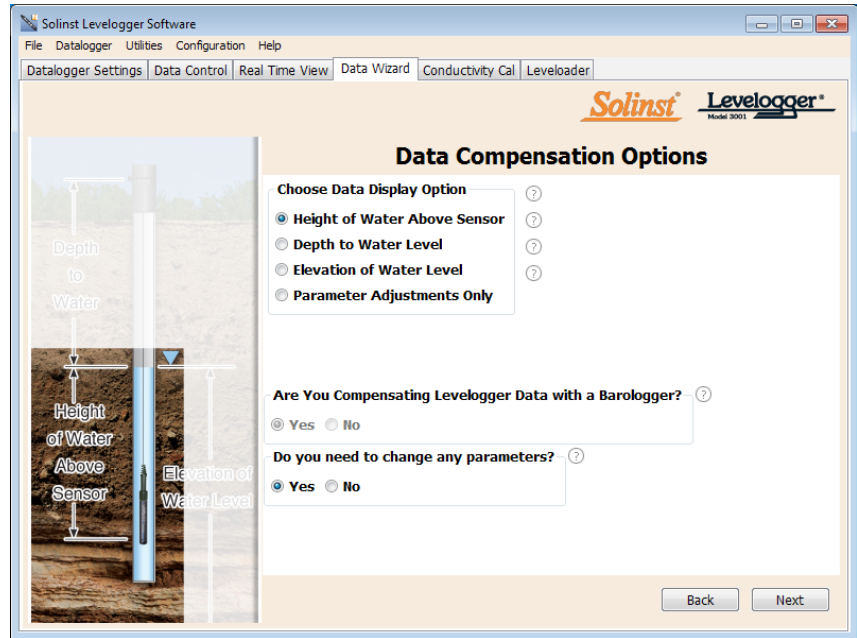 Solinst Levelogger Software
File Datalogger Utilities Configuration Help
Datalogger Settings Data Control Real Time View Data Wizard Conductivity Cal Leveloader
Solinst® Levelogger®
Model 3001
Data Compensation Options
Choose Data Display Option ?
Height of Water Above Sensor ?
Depth to Water Level ?
Elevation of Water Level ?
Parameter Adjustments Only
Are You Compensating Levelogger Data with a Barologger? ?
Yes No
Do you need to change any parameters? ?
Yes No
Back Next
Depth
to
Water
Height
of Water
Above
Sensor
Elevation of
Water Level